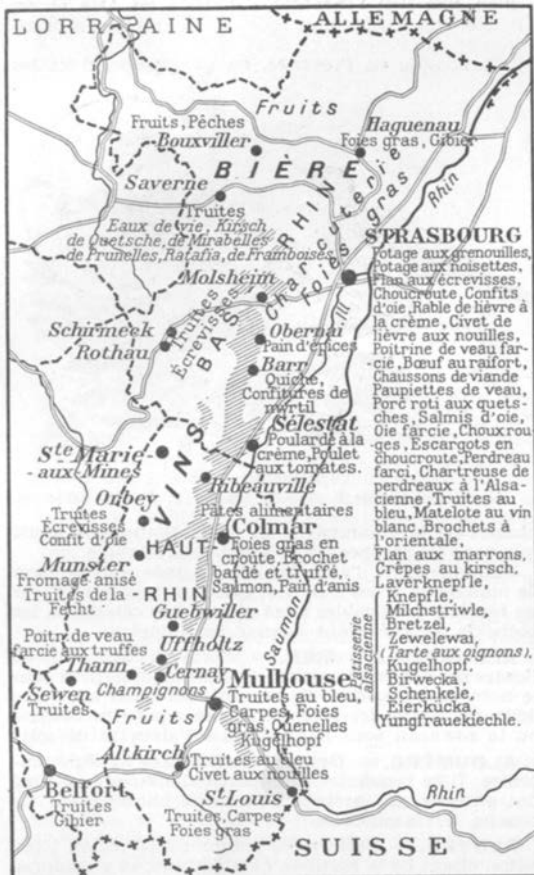 LORRAINE
ALLEMAGNE
Fruits
Fruits, Pêches
Bouxviller
Haguenau
Foies gras, Gibier
BIÈRE
Saverne
Truites
Eaux de vie, Kirsch
de Quetsche, de Mirabelles
de Prunelles, Ratafia, de Framboises
Charcuterie
Foies gras
Rhin
BAS-RHIN
Molsheim
Truites
Écrevisses
Schirmeck
Rothau
Obernai
Pain d'épices
Barr
Quiche,
Confitures de
myrtil
Ill
STRASBOURG
Potage aux grenouilles,
Potage aux noisettes,
Flan aux écrevisses,
Choucroute, Confits
d'oie, Rable de lièvre à
la crème, Civet de
lièvre aux nouilles,
Poitrine de veau far-
cie, Bœuf au raifort,
Chaussons de viande
Paupiettes de veau,
Porc roti aux quets-
ches, Salmis d'oie,
Oie farcie, Choux rou-
ges, Escargots en
choucroute, Perdreau
farci, Chartreuse de
perdreaux à l'Alsa-
cienne, Truites au
bleu, Matelote au vin
blanc, Brochets à
l'orientale,
Flan aux marrons,
Crêpes au kirsch.
Pâtisserie
alsacienne
Laverknepfle,
Knepfle,
Milchstriwle,
Bretzel,
Zewelewai,
(Tarte aux oignons),
Kugelhopf,
Birwecka,
Schenkele,
Eierkücka,
Yungfrauekiechle.
Sélestat
Poularde à la
crème, Poulet
aux tomates.
VINS
Ste Marie-
aux-Mines
Ribeauvillé
Orbey
Truites
Écrevisses
Confit d'oie
Pâtes alimentaires
Colmar
Foies gras en
croûte, Brochet
bardé et truffé,
Salmon, Pain d'anis
HAUT-
-RHIN
Munster
Fromage anisé
Truites de la
Fecht
Guebwiller
Poitr. de veau
farcie aux truffes
Uffholtz
Thann
Cernay
Champignons
Sewen
Truites
Saumon
Mulhouse
Truites au bleu,
Carpes, Foies
gras, Quenelles
Kugelhopf
Fruits
Altkirch
Truites au bleu
Civet aux nouilles
Belfort
Truites
Gibier
St Louis
Truites, Carpes
Foies gras
Rhin
SUISSE